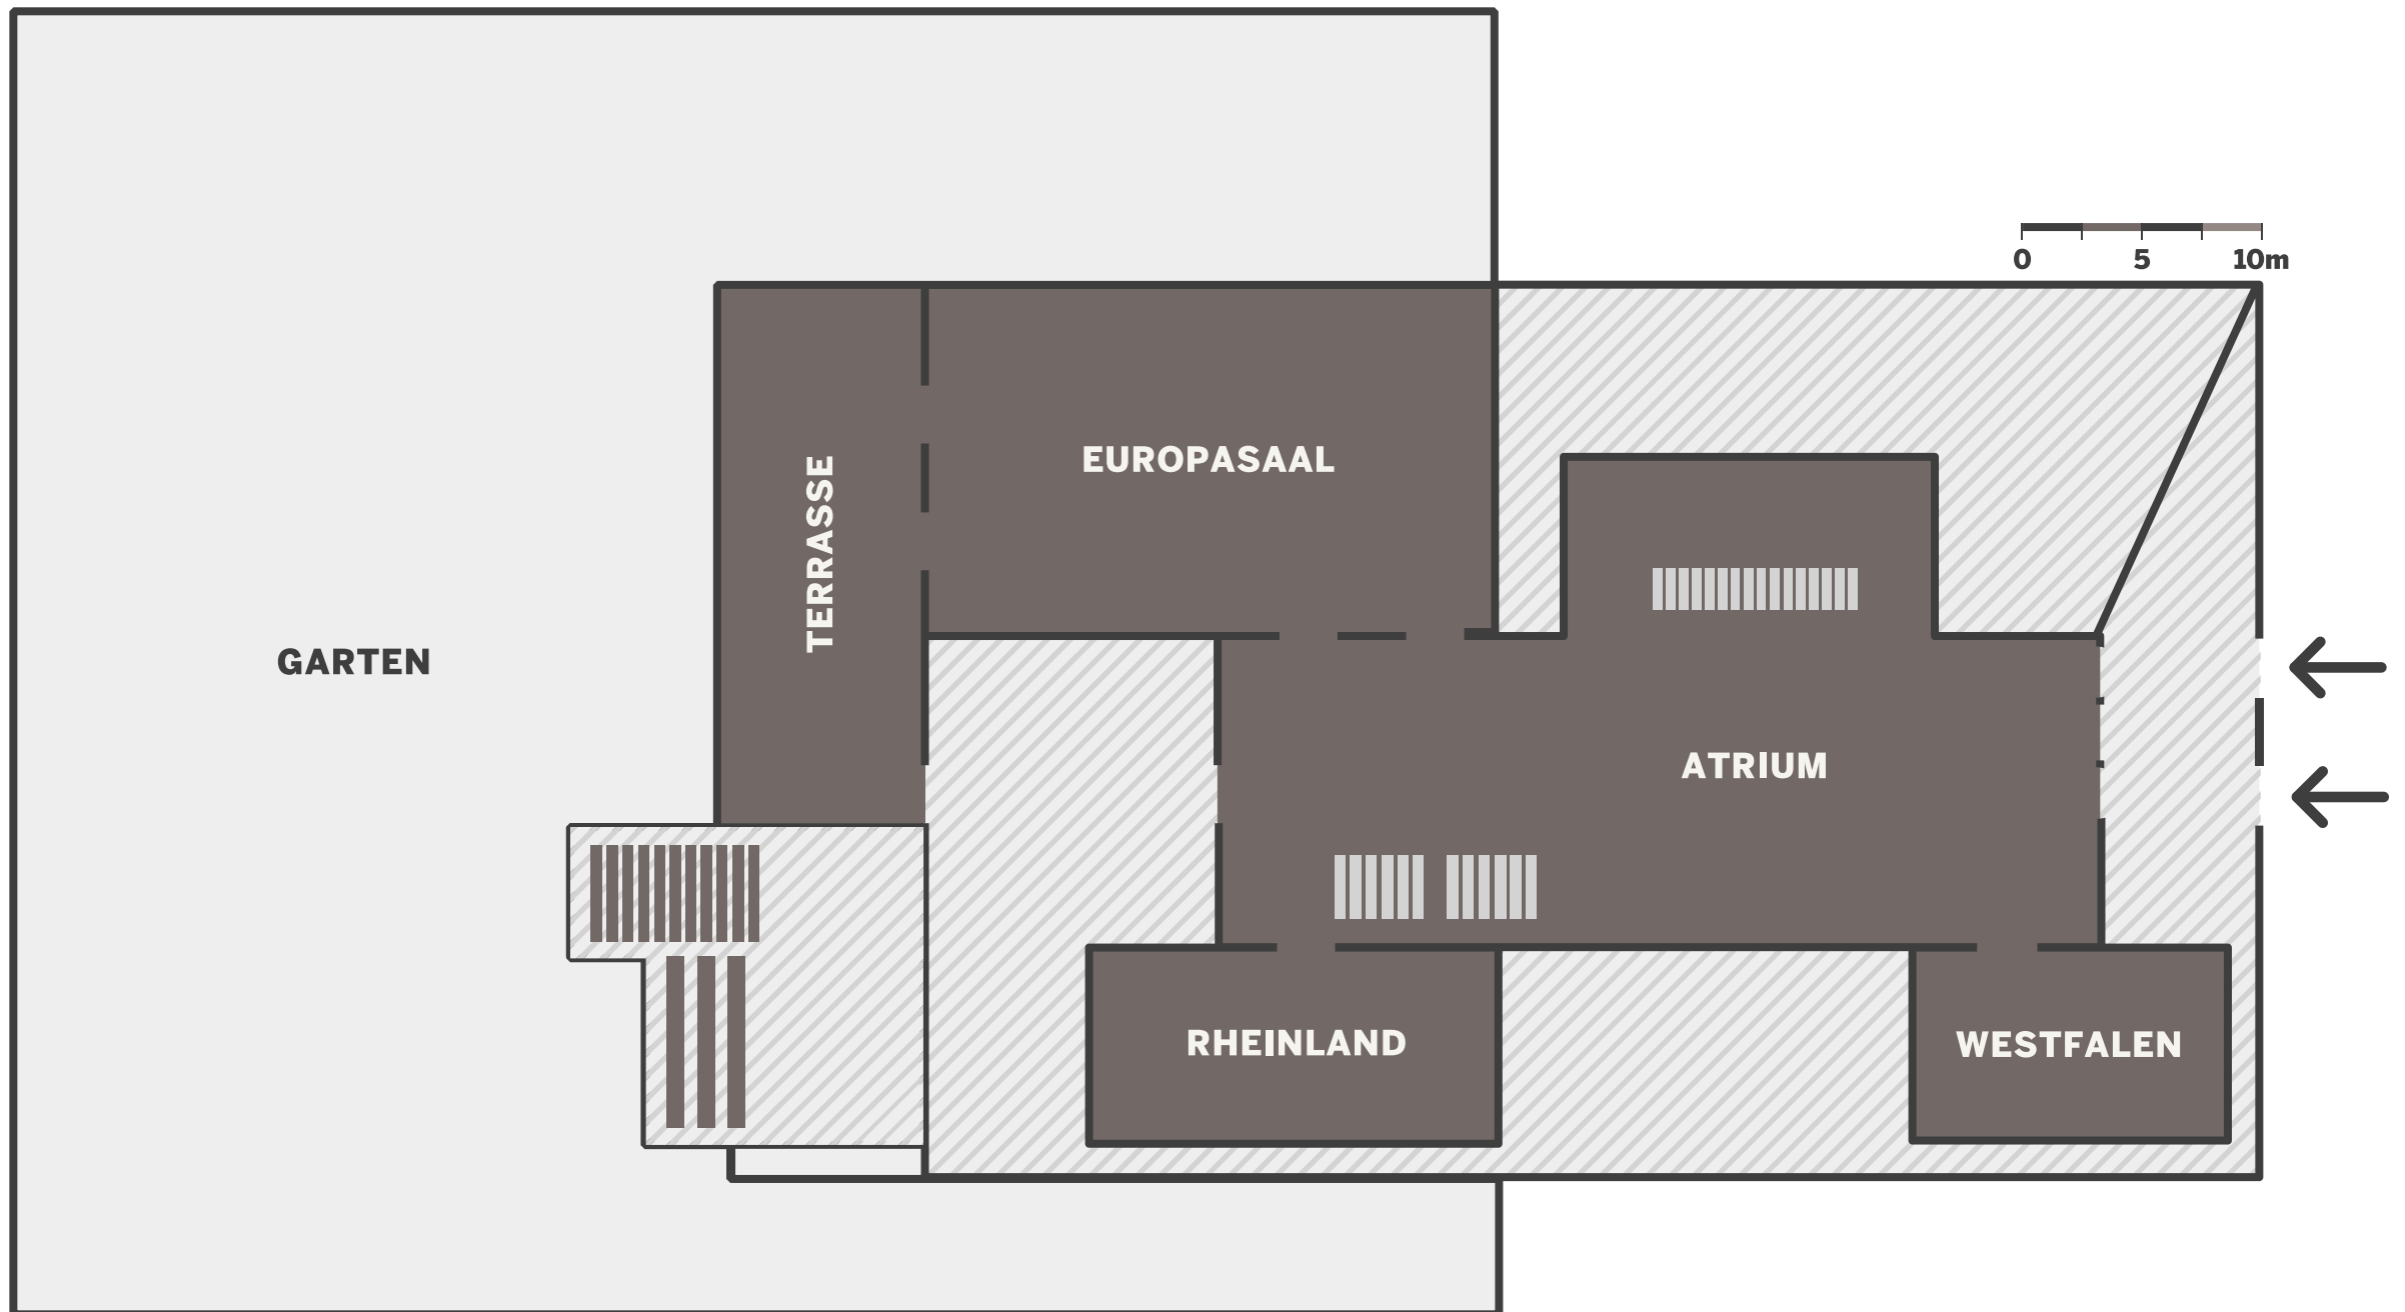 0 5 10m
EUROPASAAL
TERRASSE
GARTEN
ATRIUM
RHEINLAND
WESTFALEN